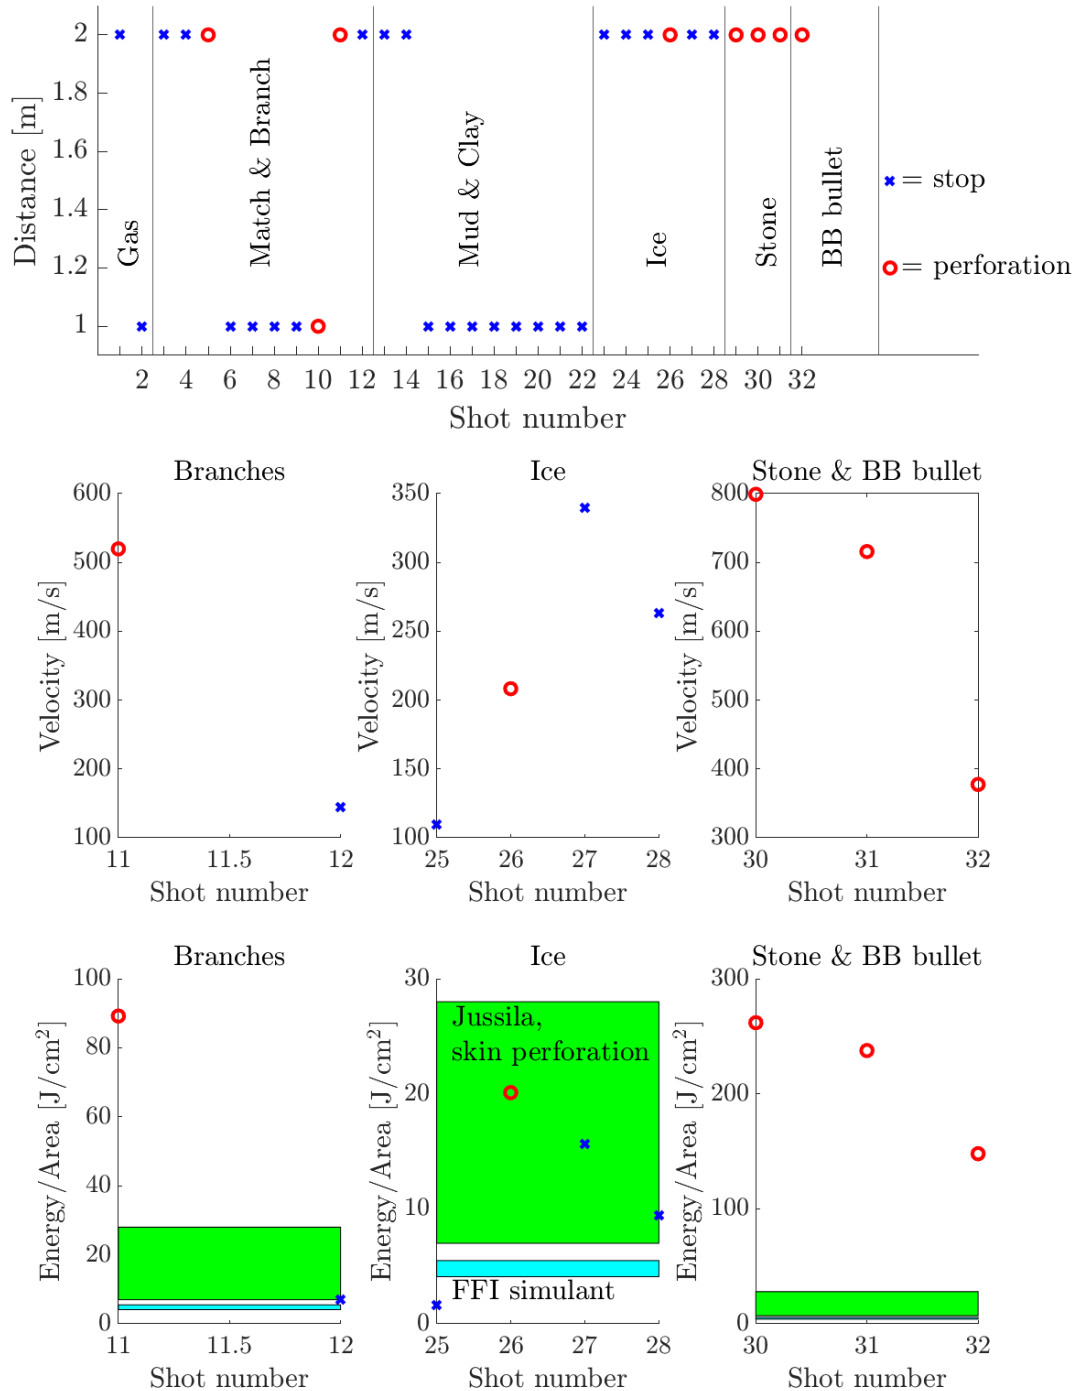 Distance [m]
2
1.8
1.6
1.4
1.2
1
Gas
Match & Branch
Mud & Clay
Ice
Stone
BB bullet
= stop
= perforation
2 4 6 8 10 12 14 16 18 20 22 24 26 28 30 32
Shot number
Branches
Velocity [m/s]
600
500
400
300
200
100
11 11.5 12
Shot number
Ice
Velocity [m/s]
350
300
250
200
150
100
25 26 27 28
Shot number
Stone & BB bullet
Velocity [m/s]
800
700
600
500
400
300
30 31 32
Shot number
Branches
Energy/Area [J/cm²]
100
80
60
40
20
0
11 11.5 12
Shot number
Ice
Energy/Area [J/cm²]
30
20
10
0
Jussila,
skin perforation
FFI simulant
25 26 27 28
Shot number
Stone & BB bullet
Energy/Area [J/cm²]
300
200
100
0
30 31 32
Shot number